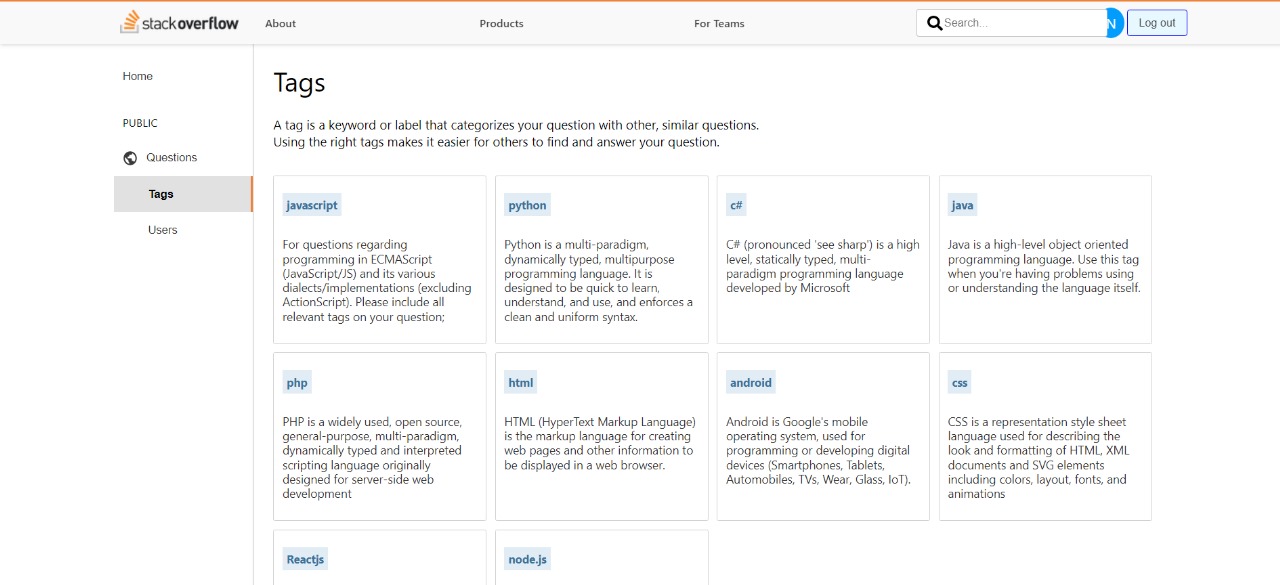 stackoverflow
About
Products
For Teams
Search...
N
Log out
Home
PUBLIC
Questions
Tags
Users
Tags
A tag is a keyword or label that categorizes your question with other, similar questions.
Using the right tags makes it easier for others to find and answer your question.
javascript
For questions regarding
programming in ECMAScript
(JavaScript/JS) and its various
dialects/implementations (excluding
ActionScript). Please include all
relevant tags on your question;
python
Python is a multi-paradigm,
dynamically typed, multipurpose
programming language. It is
designed to be quick to learn,
understand, and use, and enforces a
clean and uniform syntax.
c#
C# (pronounced 'see sharp') is a high
level, statically typed, multi-
paradigm programming language
developed by Microsoft
java
Java is a high-level object oriented
programming language. Use this tag
when you're having problems using
or understanding the language itself.
php
PHP is a widely used, open source,
general-purpose, multi-paradigm,
dynamically typed and interpreted
scripting language originally
designed for server-side web
development
html
HTML (HyperText Markup Language)
is the markup language for creating
web pages and other information to
be displayed in a web browser.
android
Android is Google's mobile
operating system, used for
programming or developing digital
devices (Smartphones, Tablets,
Automobiles, TVs, Wear, Glass, IoT).
css
CSS is a representation style sheet
language used for describing the
look and formatting of HTML, XML
documents and SVG elements
including colors, layout, fonts, and
animations
Reactjs
node.js